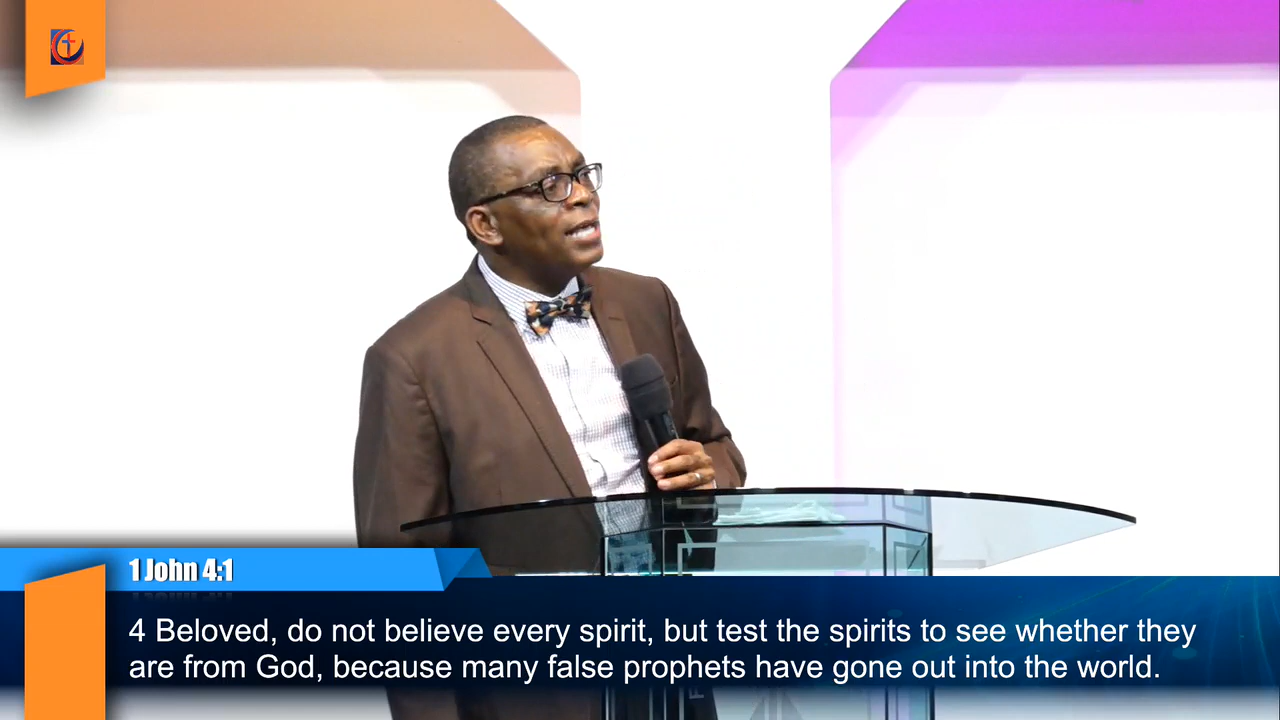 1 John 4:1
4 Beloved, do not believe every spirit, but test the spirits to see whether they
are from God, because many false prophets have gone out into the world.